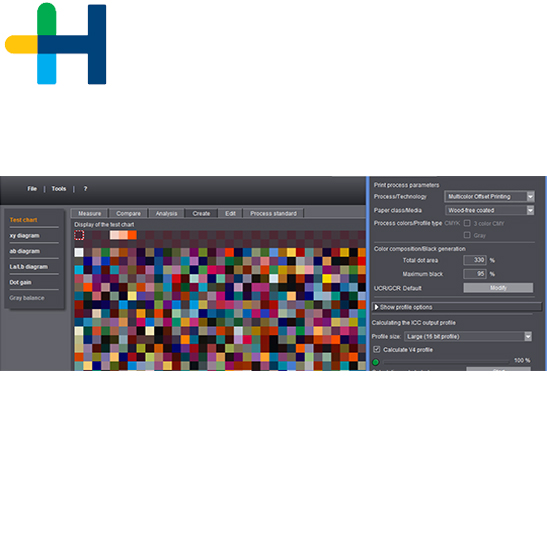 File | Tools | ?
Test chart
xy diagram
ab diagram
La/Lb diagram
Dot gain
Gray balance
Measure Compare Analysis Create Edit Process standard
Display of the test chart
Print process parameters
Process/Technology Multicolor Offset Printing
Paper class/Media Wood-free coated
Process colors/Profile type CMYK: 3 color CMY
Gray
Color composition/Black generation
Total dot area 330 %
Maximum black 95 %
UCR/GCR: Default Modify
Show profile options
Calculating the ICC output profile
Profile size: Large (16 bit profile)
Calculate V4 profile
100 %